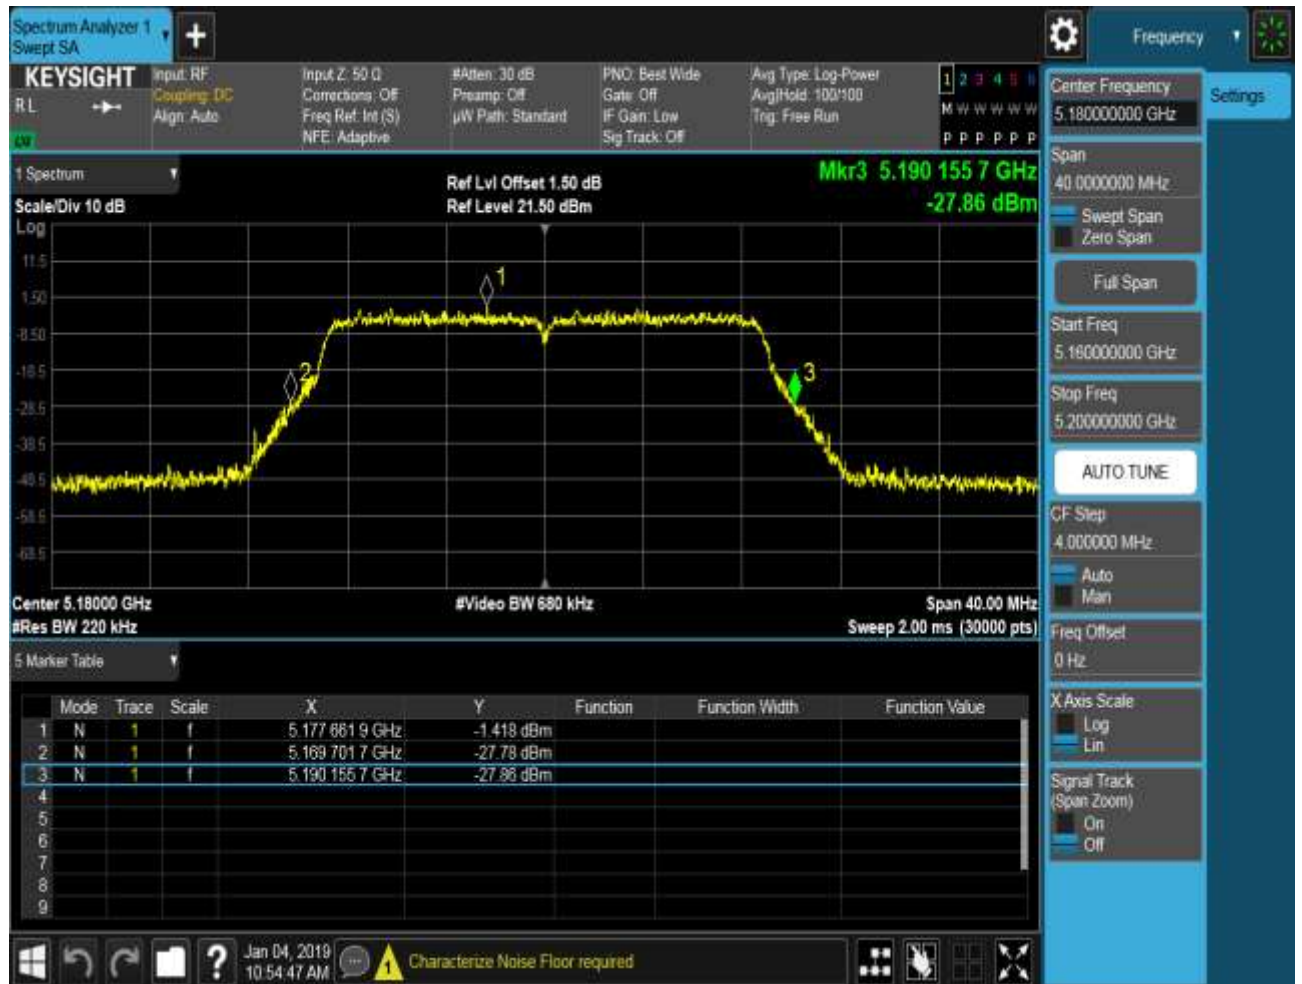 Spectrum Analyzer 1
Swept SA
+
Frequency
KEYSIGHT
R L
Input: RF
Coupling: DC
Align: Auto
Input Z: 50 Ω
Corrections: Off
Freq Ref: Int (S)
NFE: Adaptive
#Atten: 30 dB
Preamp: Off
µW Path: Standard
PNO: Best Wide
Gate: Off
IF Gain: Low
Sig Track: Off
Avg Type: Log-Power
Avg|Hold: 100/100
Trig: Free Run
1 2 3 4 5 6
M W W W W W
P P P P P P
1 Spectrum
Scale/Div 10 dB
Log
Ref Lvl Offset 1.50 dB
Ref Level 21.50 dBm
Mkr3 5.190 155 7 GHz
-27.86 dBm
11.5
1.50
-8.50
-18.5
-28.5
-38.5
-48.5
-58.5
-68.5
1
2
3
Center 5.18000 GHz
#Res BW 220 kHz
#Video BW 680 kHz
Span 40.00 MHz
Sweep 2.00 ms (30000 pts)
5 Marker Table
Mode Trace Scale X Y Function Function Width Function Value
1 N 1 f 5.177 661 9 GHz -1.418 dBm
2 N 1 f 5.169 701 7 GHz -27.78 dBm
3 N 1 f 5.190 155 7 GHz -27.86 dBm
4
5
6
7
8
9
Jan 04, 2019
10:54:47 AM
Characterize Noise Floor required
Settings
Center Frequency
5.180000000 GHz
Span
40.0000000 MHz
Swept Span
Zero Span
Full Span
Start Freq
5.160000000 GHz
Stop Freq
5.200000000 GHz
AUTO TUNE
CF Step
4.000000 MHz
Auto
Man
Freq Offset
0 Hz
X Axis Scale
Log
Lin
Signal Track
(Span Zoom)
On
Off